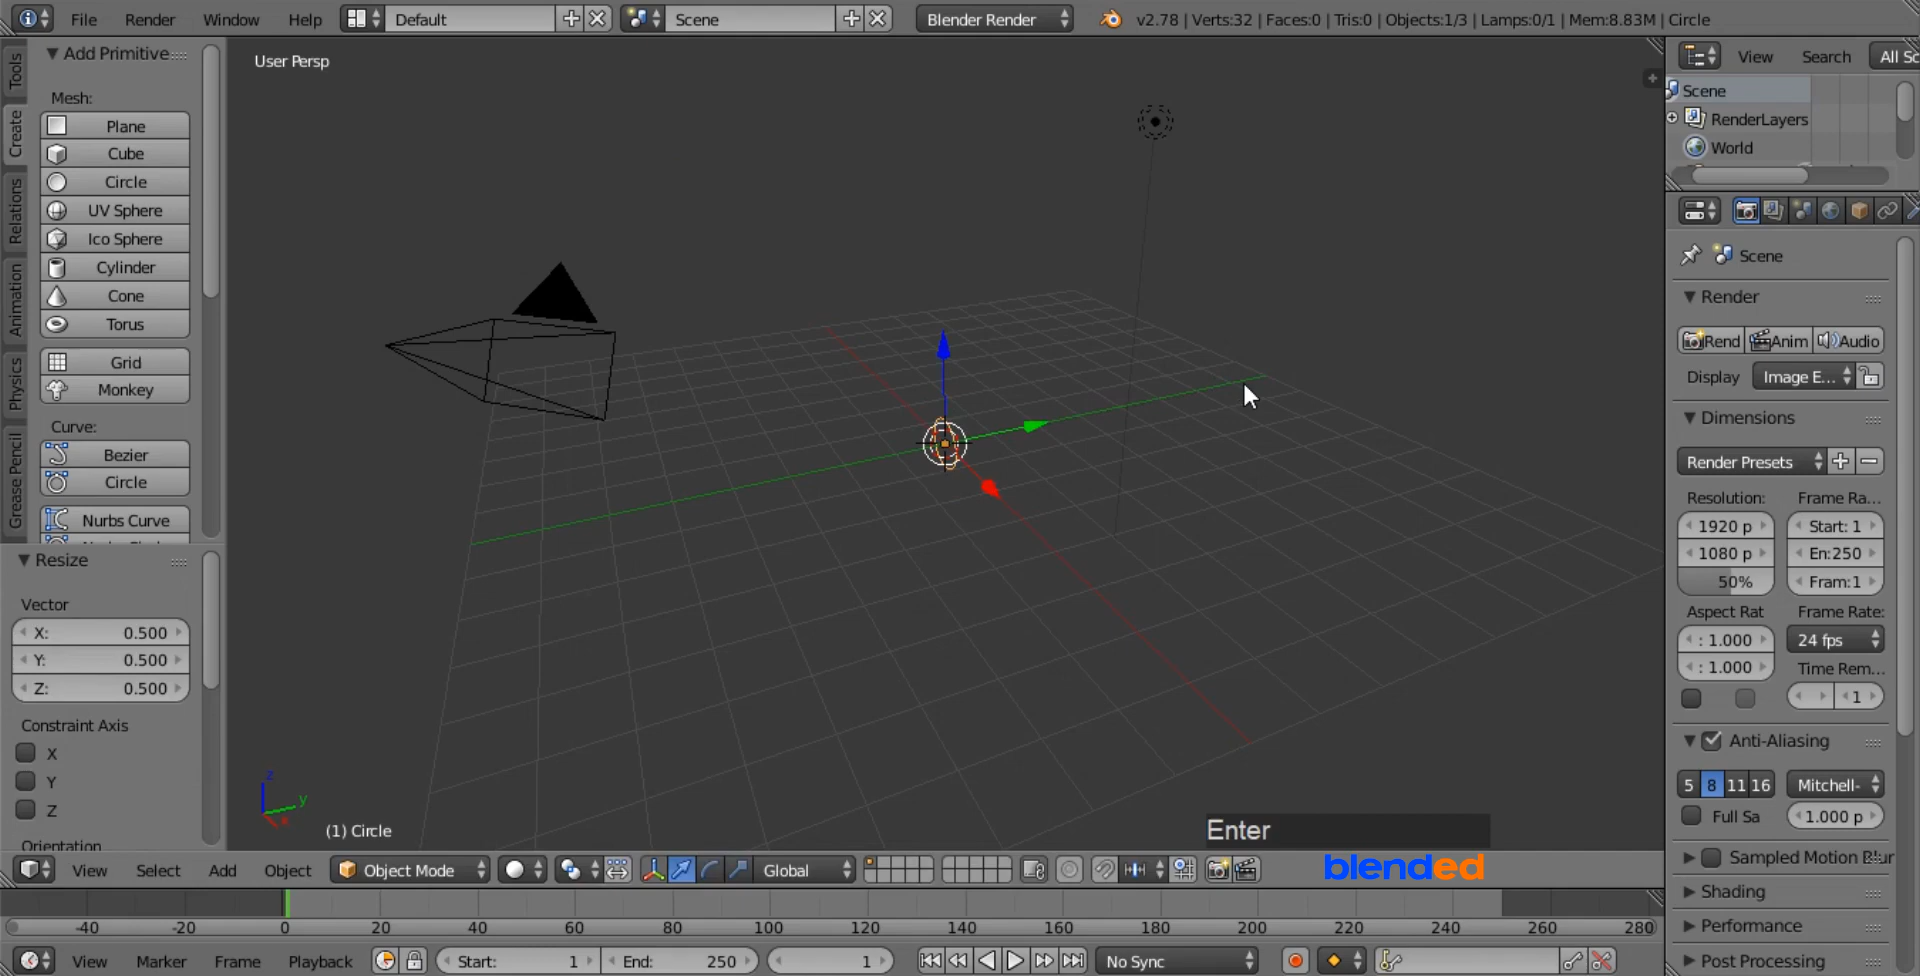 File Render Window Help Default Scene Blender Render v2.78 | Verts:32 | Faces:0 | Tris:0 | Objects:1/3 | Lamps:0/1 | Mem:8.83M | Circle
Tools
Create
Relations
Animation
Physics
Grease Pencil
Add Primitive
Mesh:
Plane
Cube
Circle
UV Sphere
Ico Sphere
Cylinder
Cone
Torus
Grid
Monkey
Curve:
Bezier
Circle
Nurbs Curve
Resize
Vector
X: 0.500
Y: 0.500
Z: 0.500
Constraint Axis
X
Y
Z
Orientation
User Persp
z
y
x
(1) Circle
Enter
blended
View Select Add Object Object Mode Global
View Search All Sc
Scene
RenderLayers
World
Scene
Render
Rend Anim Audio
Display Image E...
Dimensions
Render Presets
Resolution: Frame Ra...
1920 p Start: 1
1080 p En:250
50% Fram:1
Aspect Rat Frame Rate:
: 1.000 24 fps
: 1.000 Time Rem...
1
Anti-Aliasing
5 8 11 16 Mitchell-
Full Sa 1.000 p
Sampled Motion Blur
Shading
Performance
Post Processing
-40 -20 0 20 40 60 80 100 120 140 160 180 200 220 240 260 280
View Marker Frame Playback Start: 1 End: 250 1 No Sync